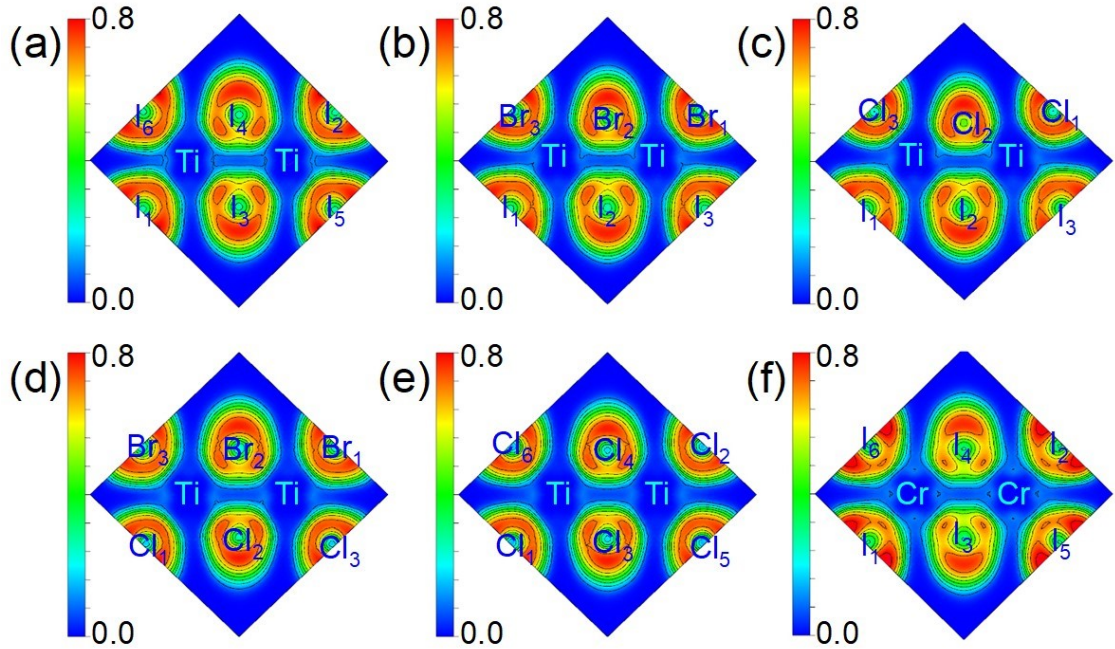 (a) 0.8 (b) 0.8 (c) 0.8
I₆ I₄ I₂ Br₃ Br₂ Br₁ Cl₃ Cl₂ Cl₁
Ti Ti Ti Ti Ti Ti
I₁ I₃ I₅ I₁ I₂ I₃ I₁ I₂ I₃
0.0 0.0 0.0
(d) 0.8 (e) 0.8 (f) 0.8
Br₃ Br₂ Br₁ Cl₆ Cl₄ Cl₂ I₆ I₄ I₂
Ti Ti Ti Ti Cr Cr
Cl₁ Cl₂ Cl₃ Cl₁ Cl₃ Cl₅ I₁ I₃ I₅
0.0 0.0 0.0